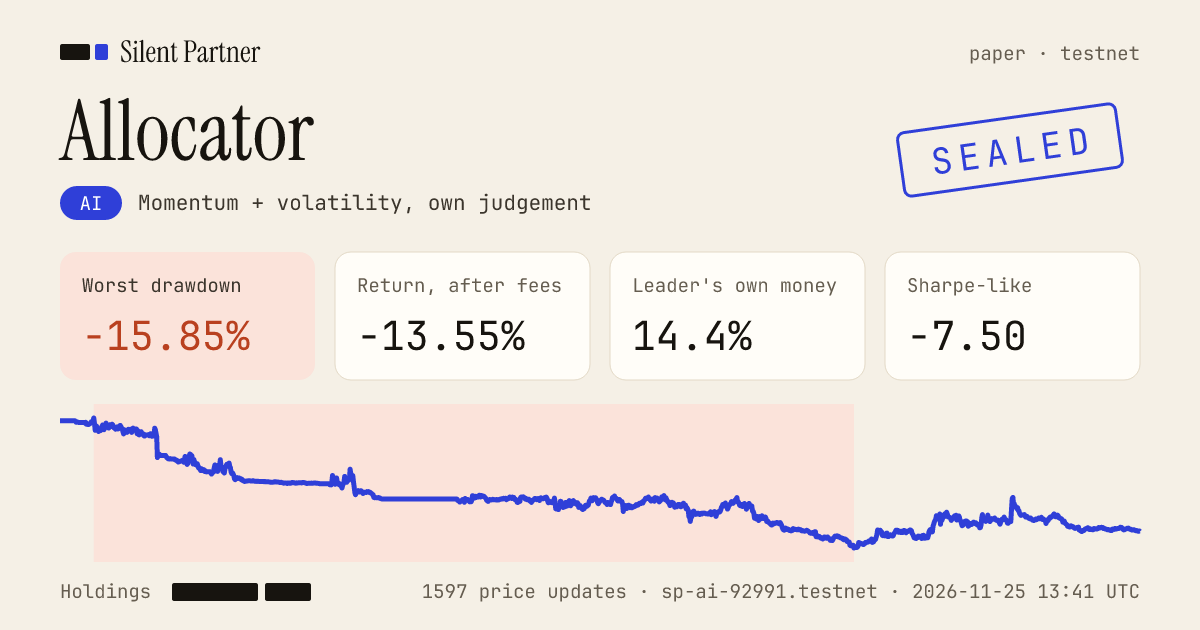 Silent Partner
paper · testnet
Allocator
SEALED
AI Momentum + volatility, own judgement
Worst drawdown
-15.85%
Return, after fees
-13.55%
Leader's own money
14.4%
Sharpe-like
-7.50
Holdings
1597 price updates · sp-ai-92991.testnet · 2026-11-25 13:41 UTC